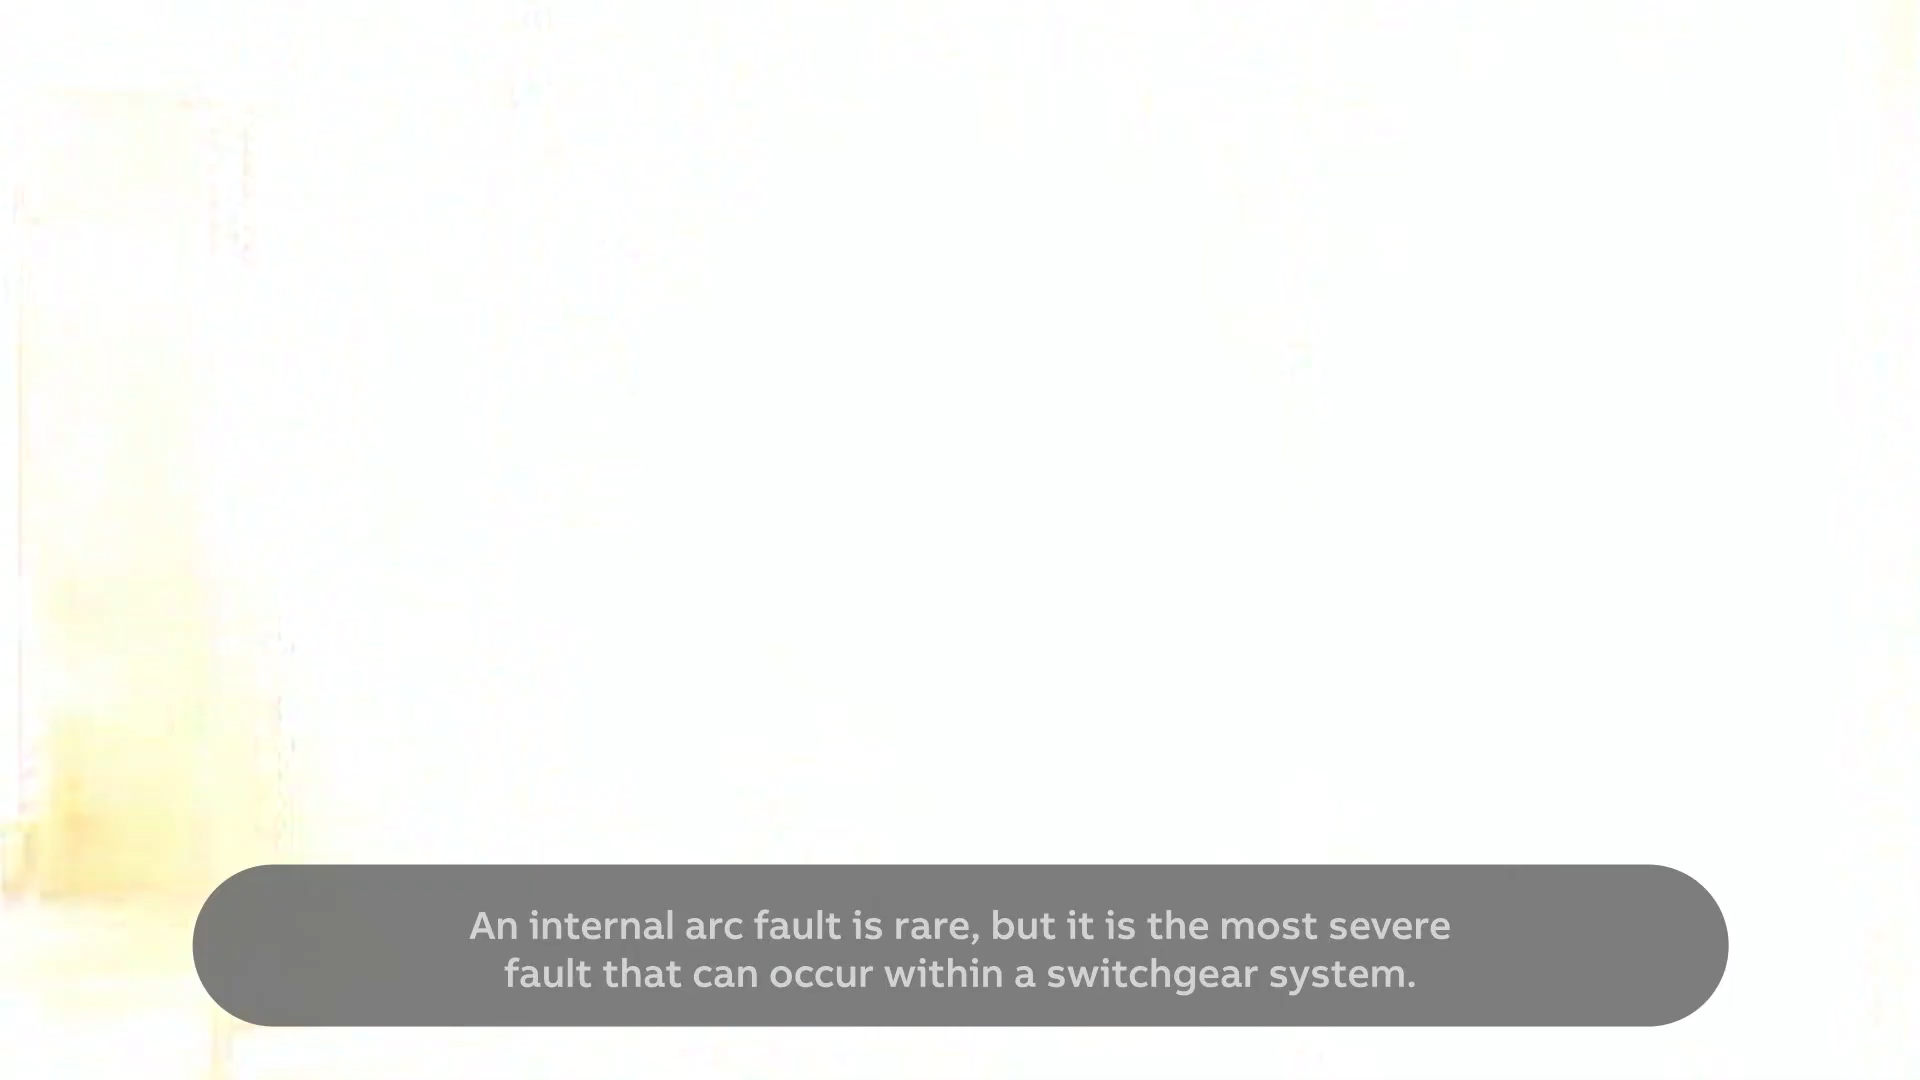 An internal arc fault is rare, but it is the most severe
fault that can occur within a switchgear system.